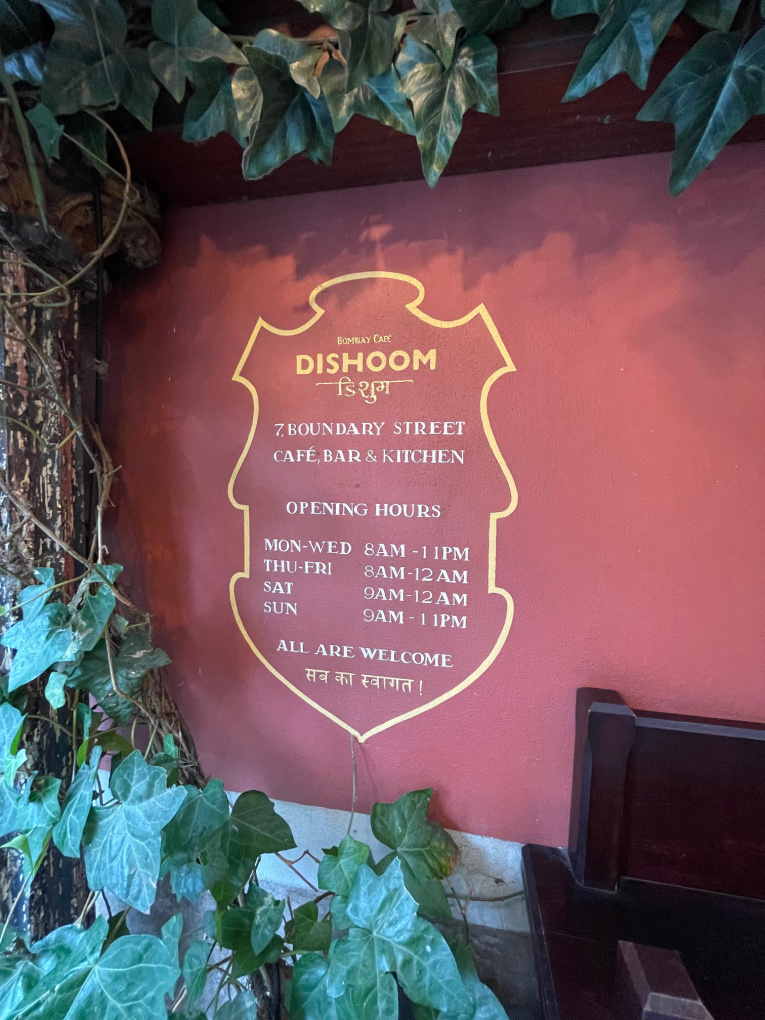 BOMBAY CAFÉ
DISHOOM
डिशुम
7, BOUNDARY STREET
CAFÉ, BAR & KITCHEN
OPENING HOURS
MON-WED 8AM - 11PM
THU-FRI 8AM-12AM
SAT 9AM-12AM
SUN 9AM - 11PM
ALL ARE WELCOME
सब का स्वागत !